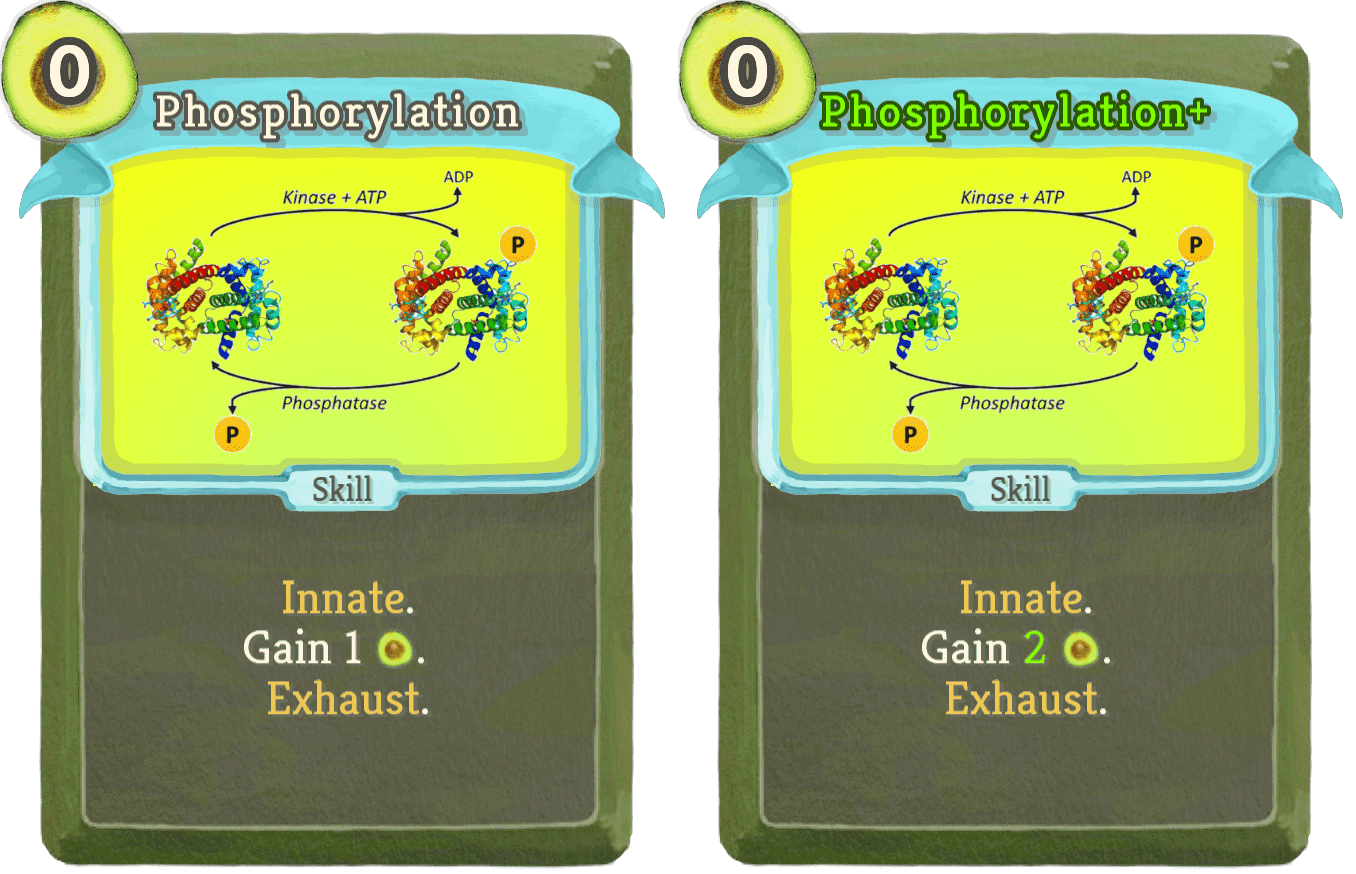 0
Phosphorylation
ADP
Kinase + ATP
P
Phosphatase
P
Skill
Innate.
Gain 1 .
Exhaust.
0
Phosphorylation+
ADP
Kinase + ATP
P
Phosphatase
P
Skill
Innate.
Gain 2 .
Exhaust.